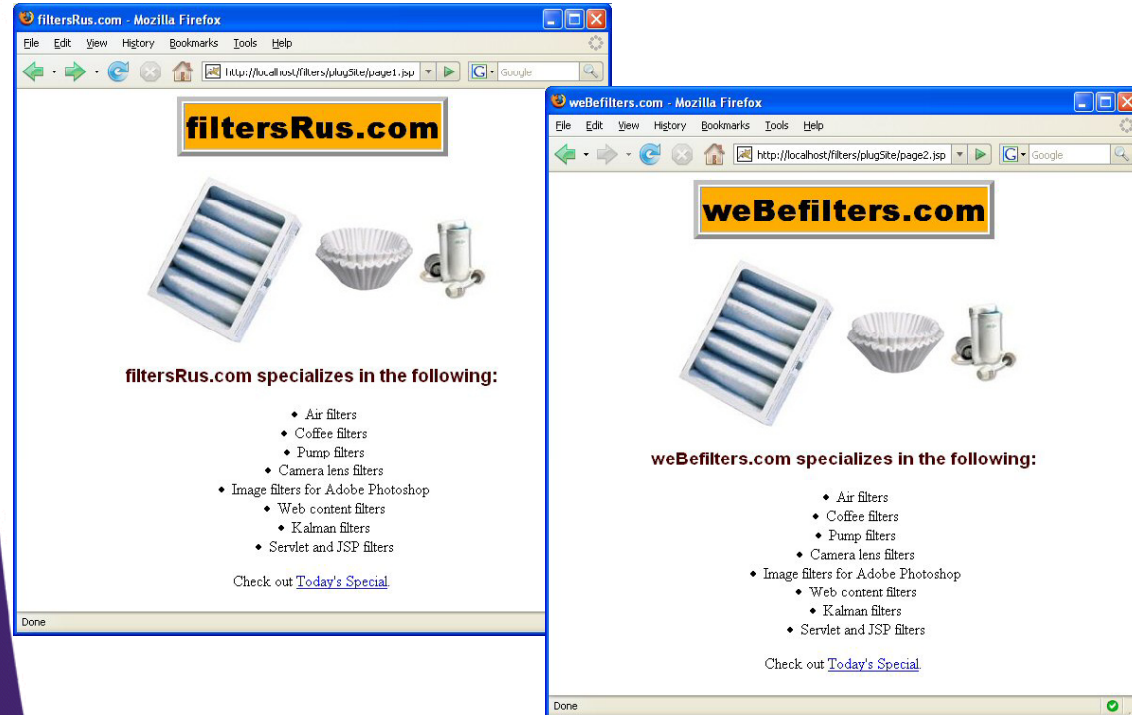 filtersRus.com - Mozilla Firefox
File Edit View History Bookmarks Tools Help
http://localhost/filters/plugSite/page1.jsp
G Google
filtersRus.com
filtersRus.com specializes in the following:
Air filters
Coffee filters
Pump filters
Camera lens filters
Image filters for Adobe Photoshop
Web content filters
Kalman filters
Servlet and JSP filters
Check out Today's Special.
Done
weBefilters.com - Mozilla Firefox
File Edit View History Bookmarks Tools Help
http://localhost/filters/plugSite/page2.jsp
G Google
weBefilters.com
weBefilters.com specializes in the following:
Air filters
Coffee filters
Pump filters
Camera lens filters
Image filters for Adobe Photoshop
Web content filters
Kalman filters
Servlet and JSP filters
Check out Today's Special.
Done